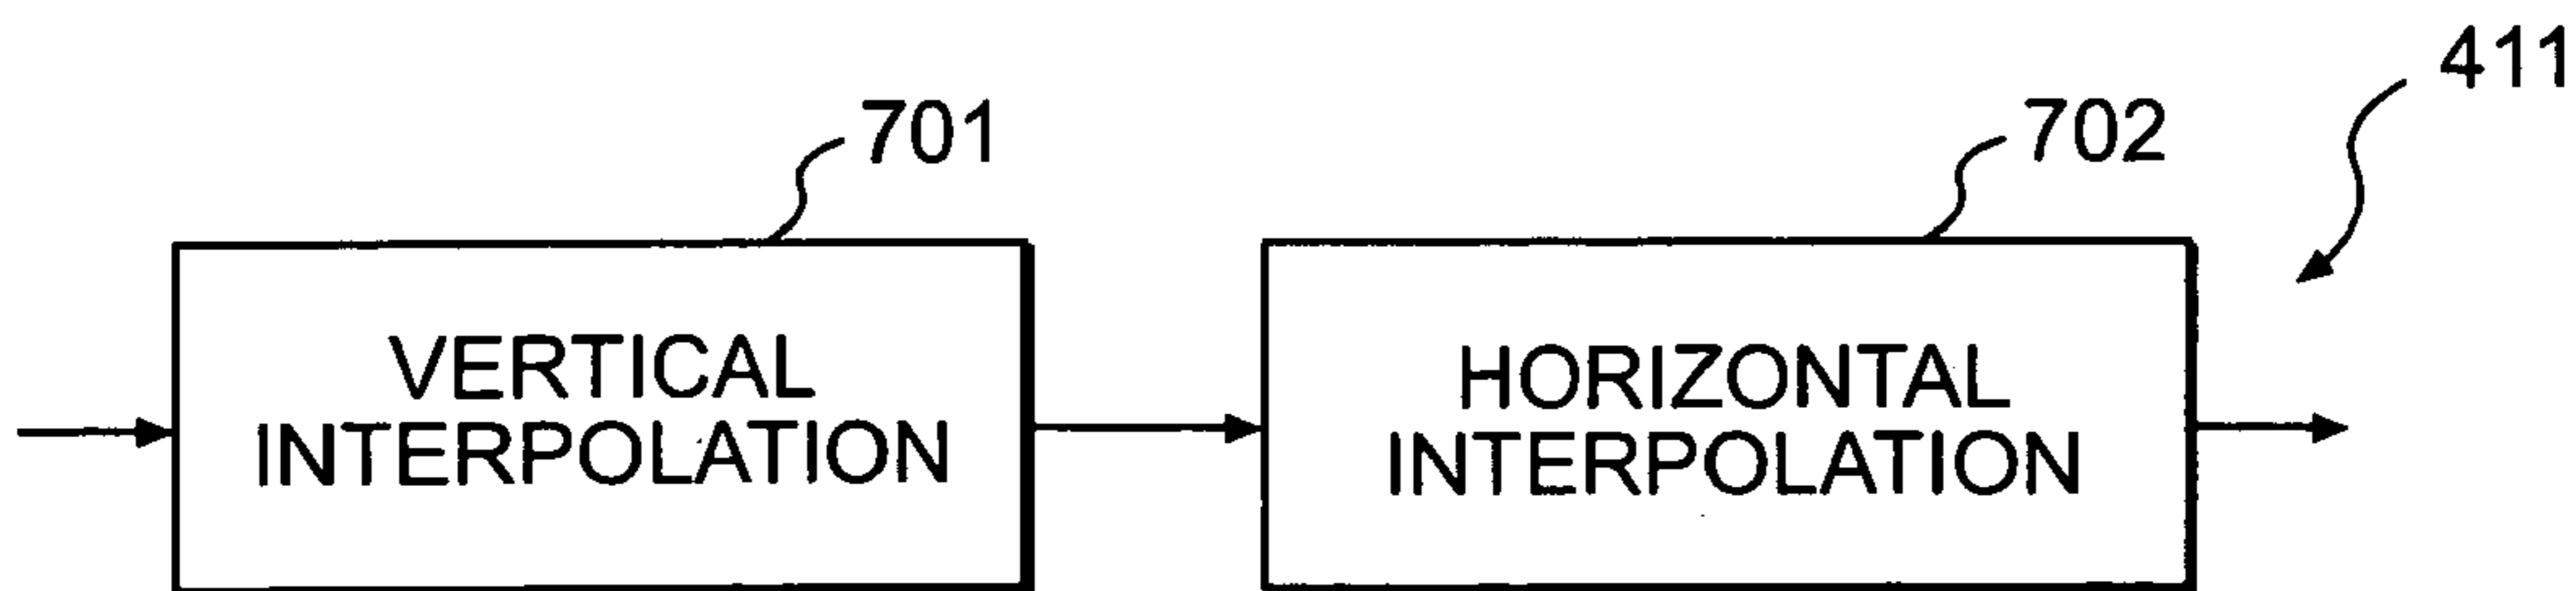 411
701
702
VERTICAL
INTERPOLATION
HORIZONTAL
INTERPOLATION